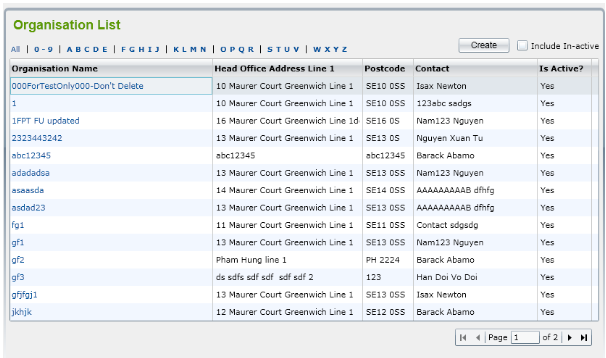 Organisation List
All | 0 - 9 | A B C D E | F G H I J | K L M N | O P Q R | S T U V | W X Y Z Create Include In-active
Organisation Name Head Office Address Line 1 Postcode Contact Is Active?
000ForTestOnly000-Don't Delete 10 Maurer Court Greenwich Line 1 SE10 0SS Isax Newton Yes
1 10 Maurer Court Greenwich Line 1 SE10 0SS 123abc sadgs Yes
1FPT FU updated 16 Maurer Court Greenwich Line 1d- SE16 0S Nam123 Nguyen Yes
2323443242 13 Maurer Court Greenwich Line 1 SE13 0S Nguyen Xuan Tu Yes
abc12345 abc12345 abc12345 Barack Abamo Yes
adadadsa 13 Maurer Court Greenwich Line 1 SE13 0SS Nam123 Nguyen Yes
asaasda 14 Maurer Court Greenwich Line 1 SE14 0SS AAAAAAAAAB dfhfg Yes
asdad23 13 Maurer Court Greenwich Line 1 SE13 0SS AAAAAAAAAB dfhfg Yes
fg1 11 Maurer Court Greenwich Line 1 SE11 0SS Contact sdgsdg Yes
gf1 13 Maurer Court Greenwich Line 1 SE13 0SS Nam123 Nguyen Yes
gf2 Pham Hung line 1 PH 2224 Barack Abamo Yes
gf3 ds sdfs sdf sdf sdf sdf 2 123 Han Doi Vo Doi Yes
gfjfgj1 13 Maurer Court Greenwich Line 1 SE13 0SS Isax Newton Yes
jkhjk 12 Maurer Court Greenwich Line 1 SE12 0SS Barack Abamo Yes
Page 1 of 2